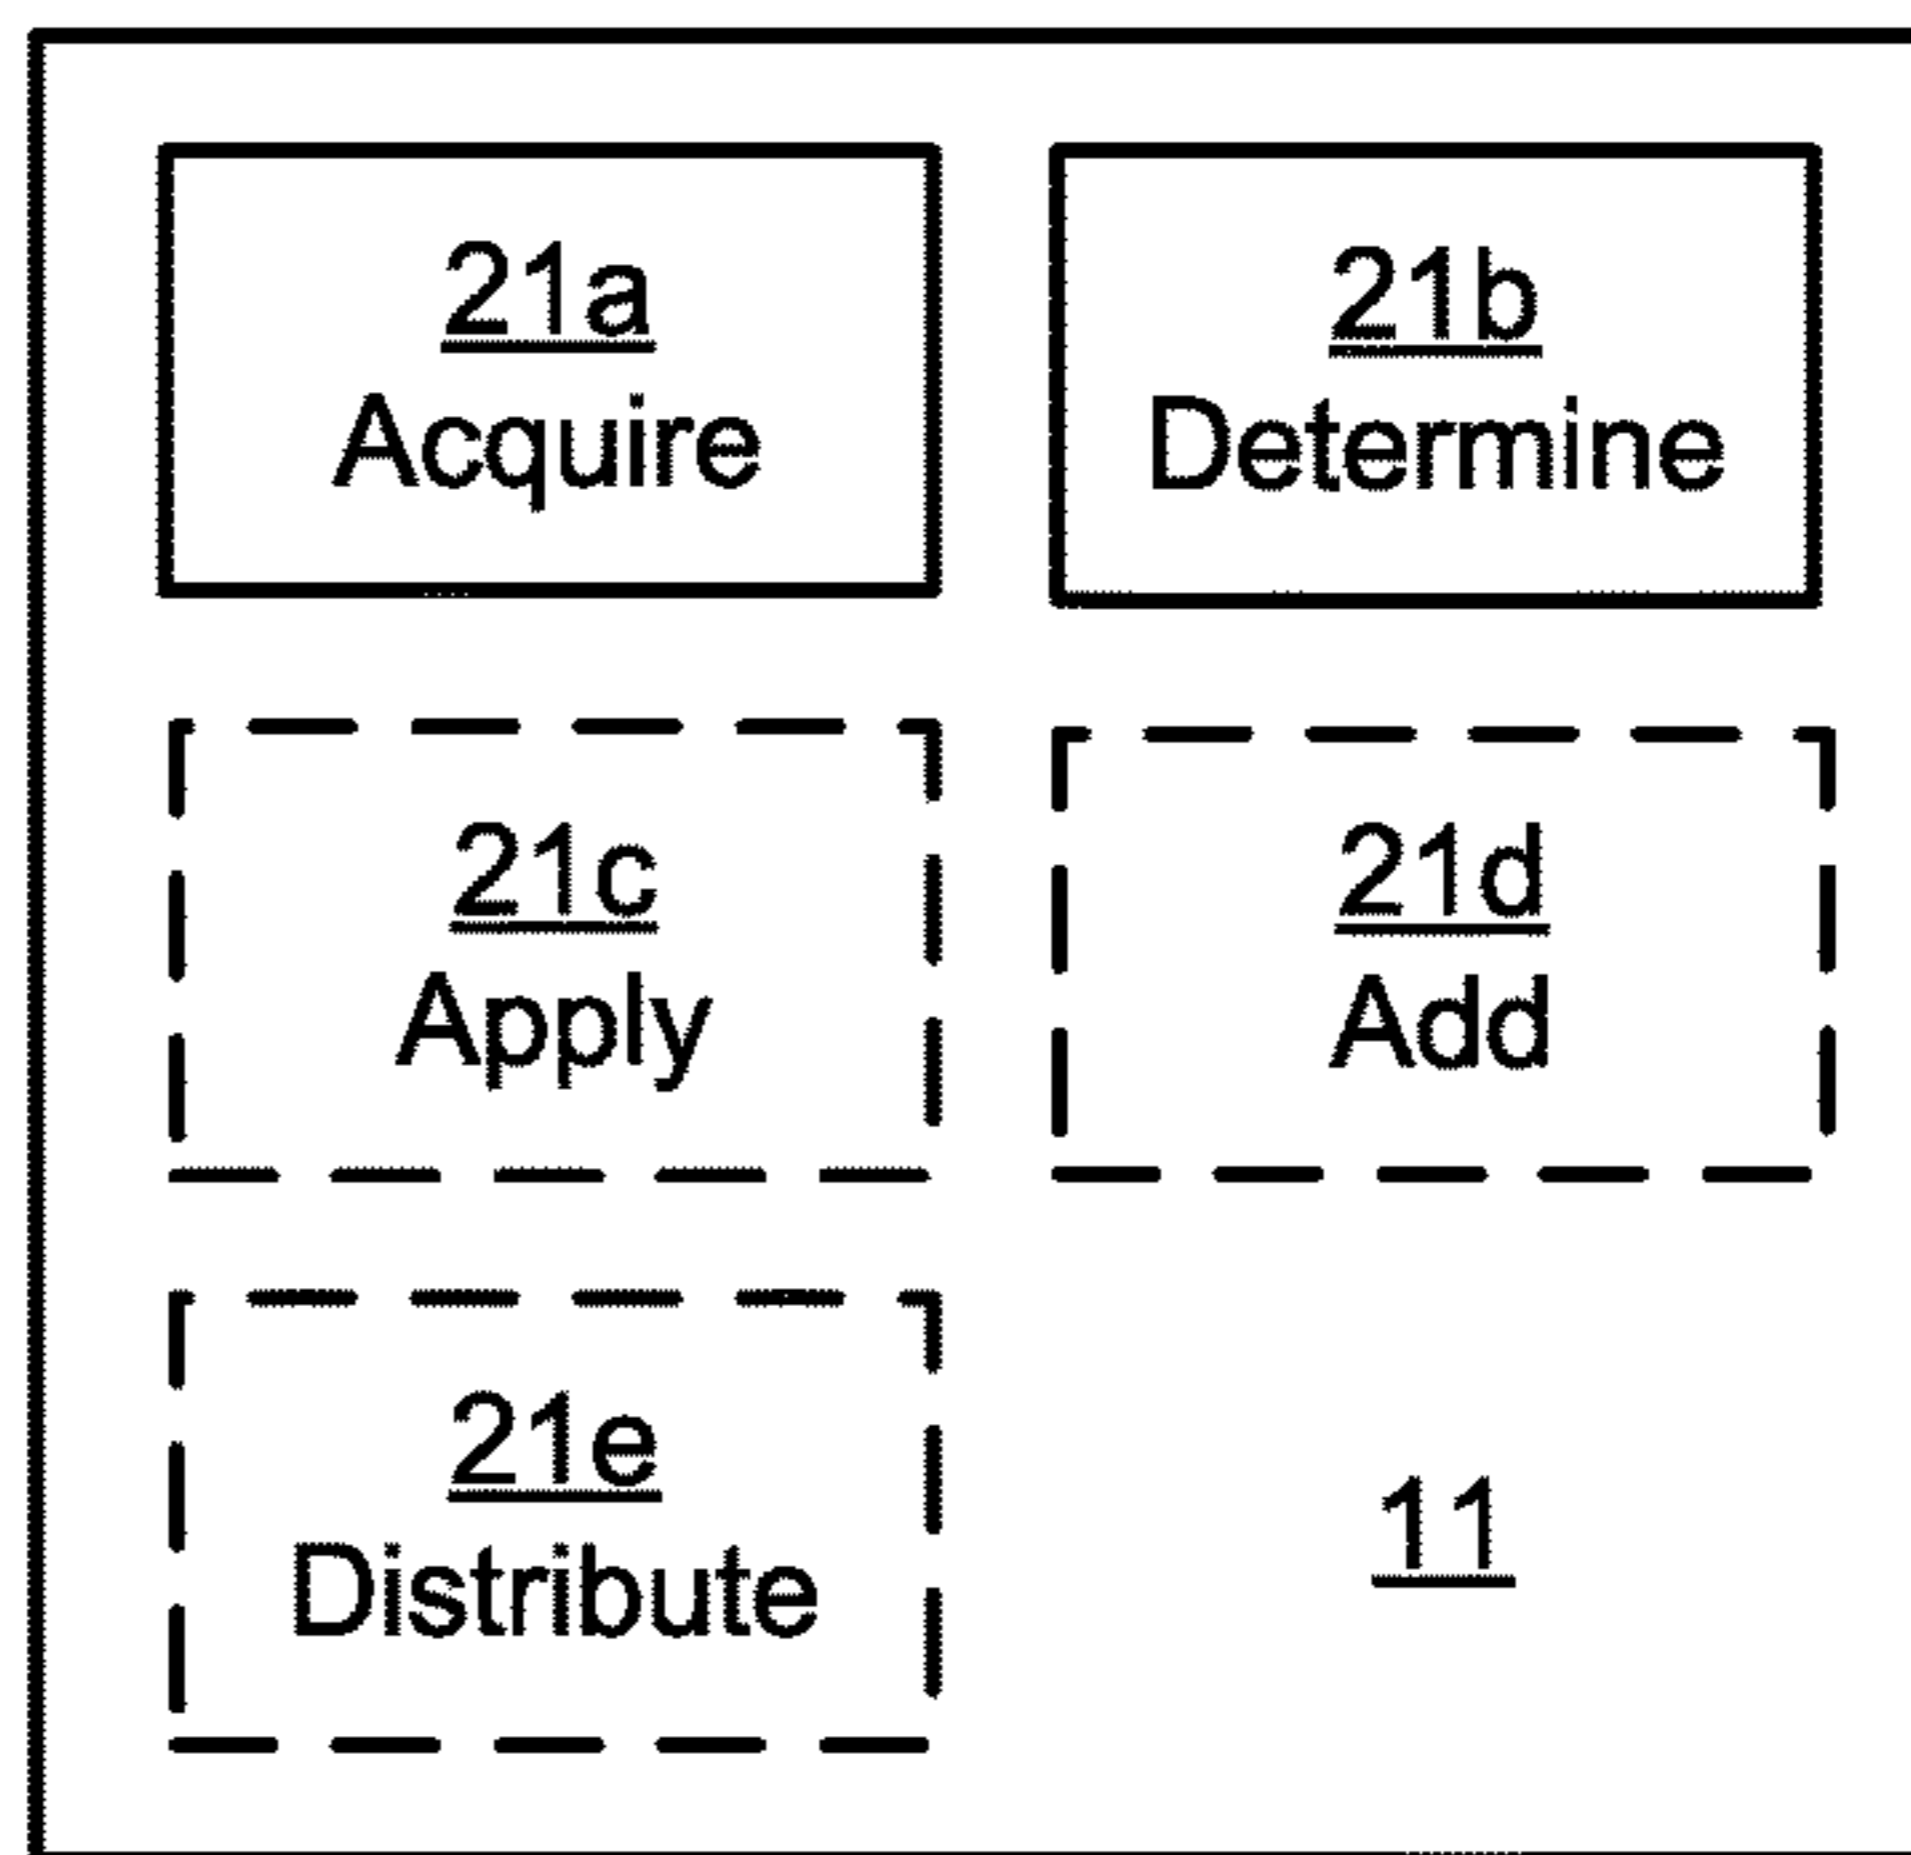 21a
Acquire
21b
Determine
21c
Apply
21d
Add
21e
Distribute
11